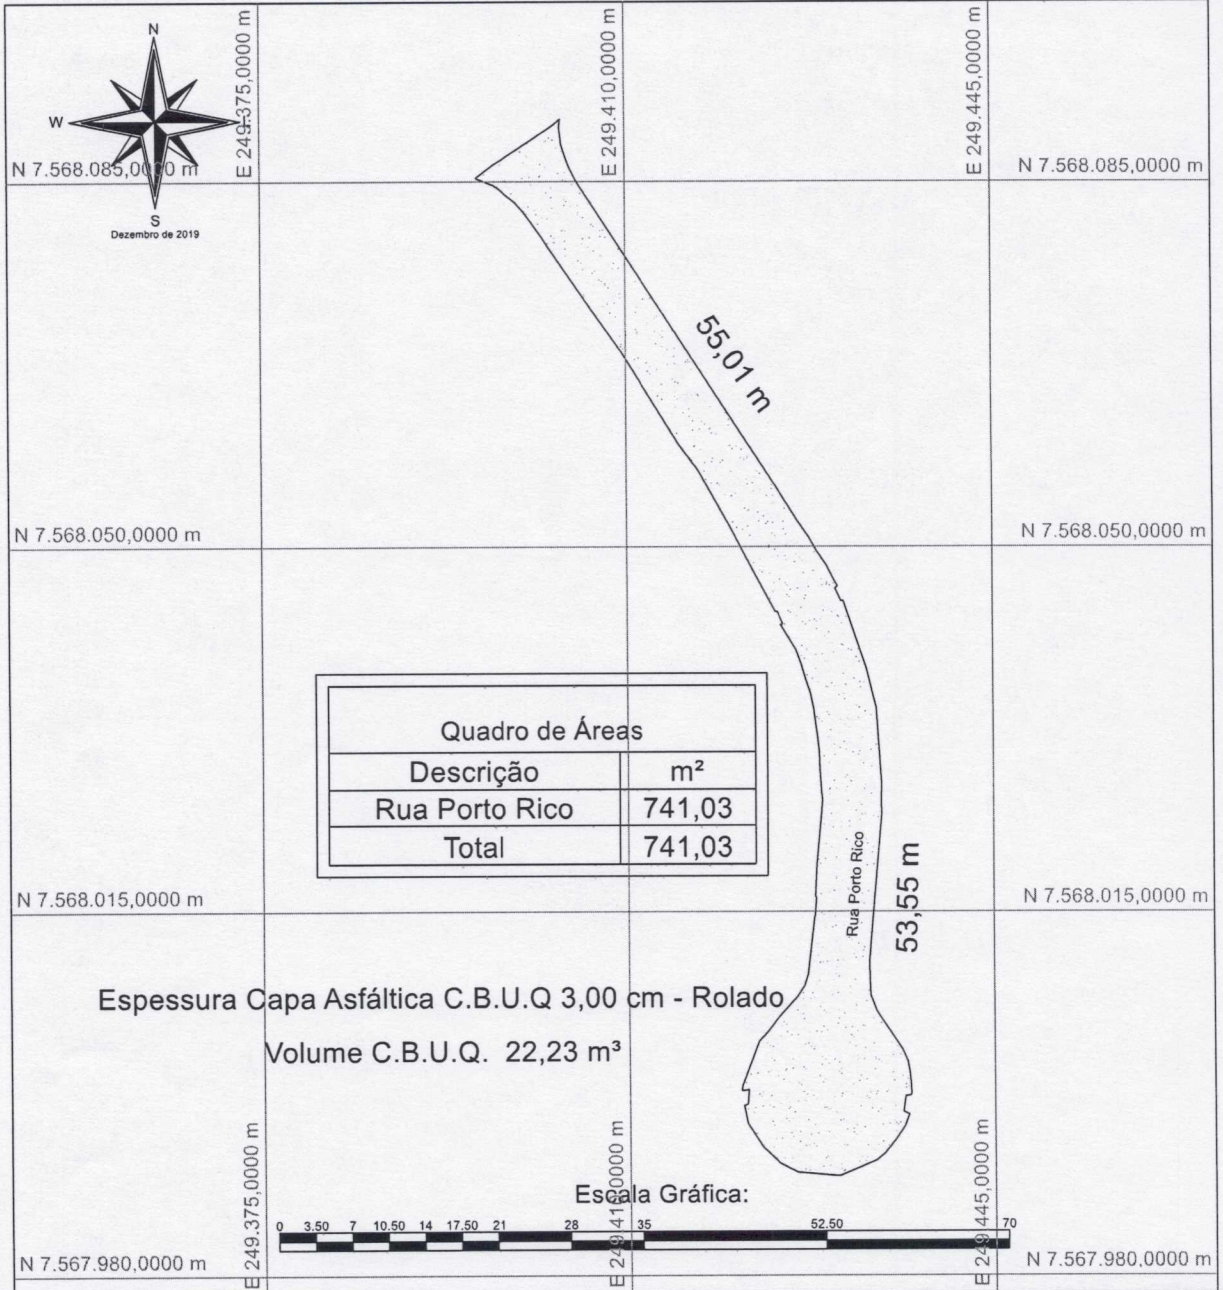 N
W
S
Dezembro de 2019
E 249.375,0000 m
E 249.410,0000 m
E 249.445,0000 m
N 7.568.085,0000 m
N 7.568.085,0000 m
55,01 m
N 7.568.050,0000 m
N 7.568.050,0000 m
Quadro de Áreas
Descrição m²
Rua Porto Rico 741,03
Total 741,03
Rua Porto Rico
53,55 m
N 7.568.015,0000 m
N 7.568.015,0000 m
Espessura Capa Asfáltica C.B.U.Q 3,00 cm - Rolado
Volume C.B.U.Q. 22,23 m³
E 249.375,0000 m
E 249.410,0000 m
E 249.445,0000 m
Escala Gráfica:
0 3.50 7 10.50 14 17.50 21 28 35 52.50 70
N 7.567.980,0000 m
N 7.567.980,0000 m